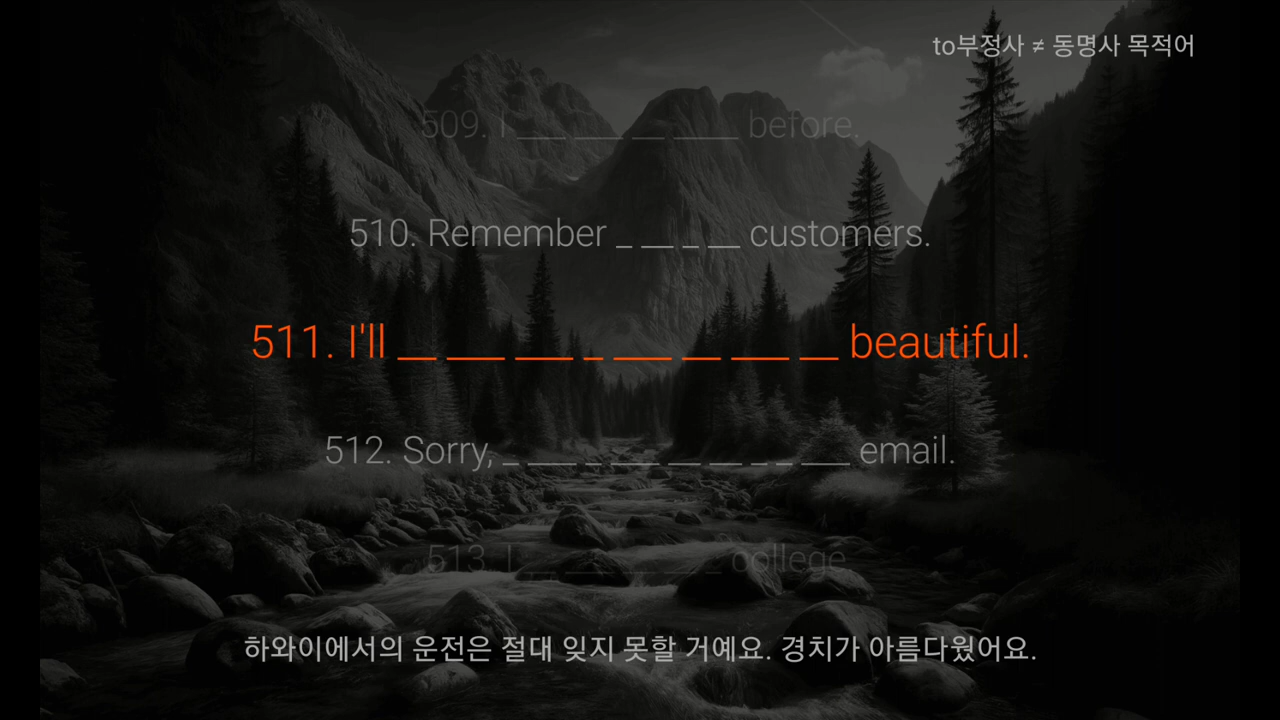 to부정사 ≠ 동명사 목적어
509. I __ ___ __ ___ before.
510. Remember _ __ _ __ customers.
511. I'll __ ___ ___ _ ___ __ ___ __ beautiful.
512. Sorry, _ ___ _ ___ __ __ _ _ ___ email.
513. I college
하와이에서의 운전은 절대 잊지 못할 거예요. 경치가 아름다웠어요.